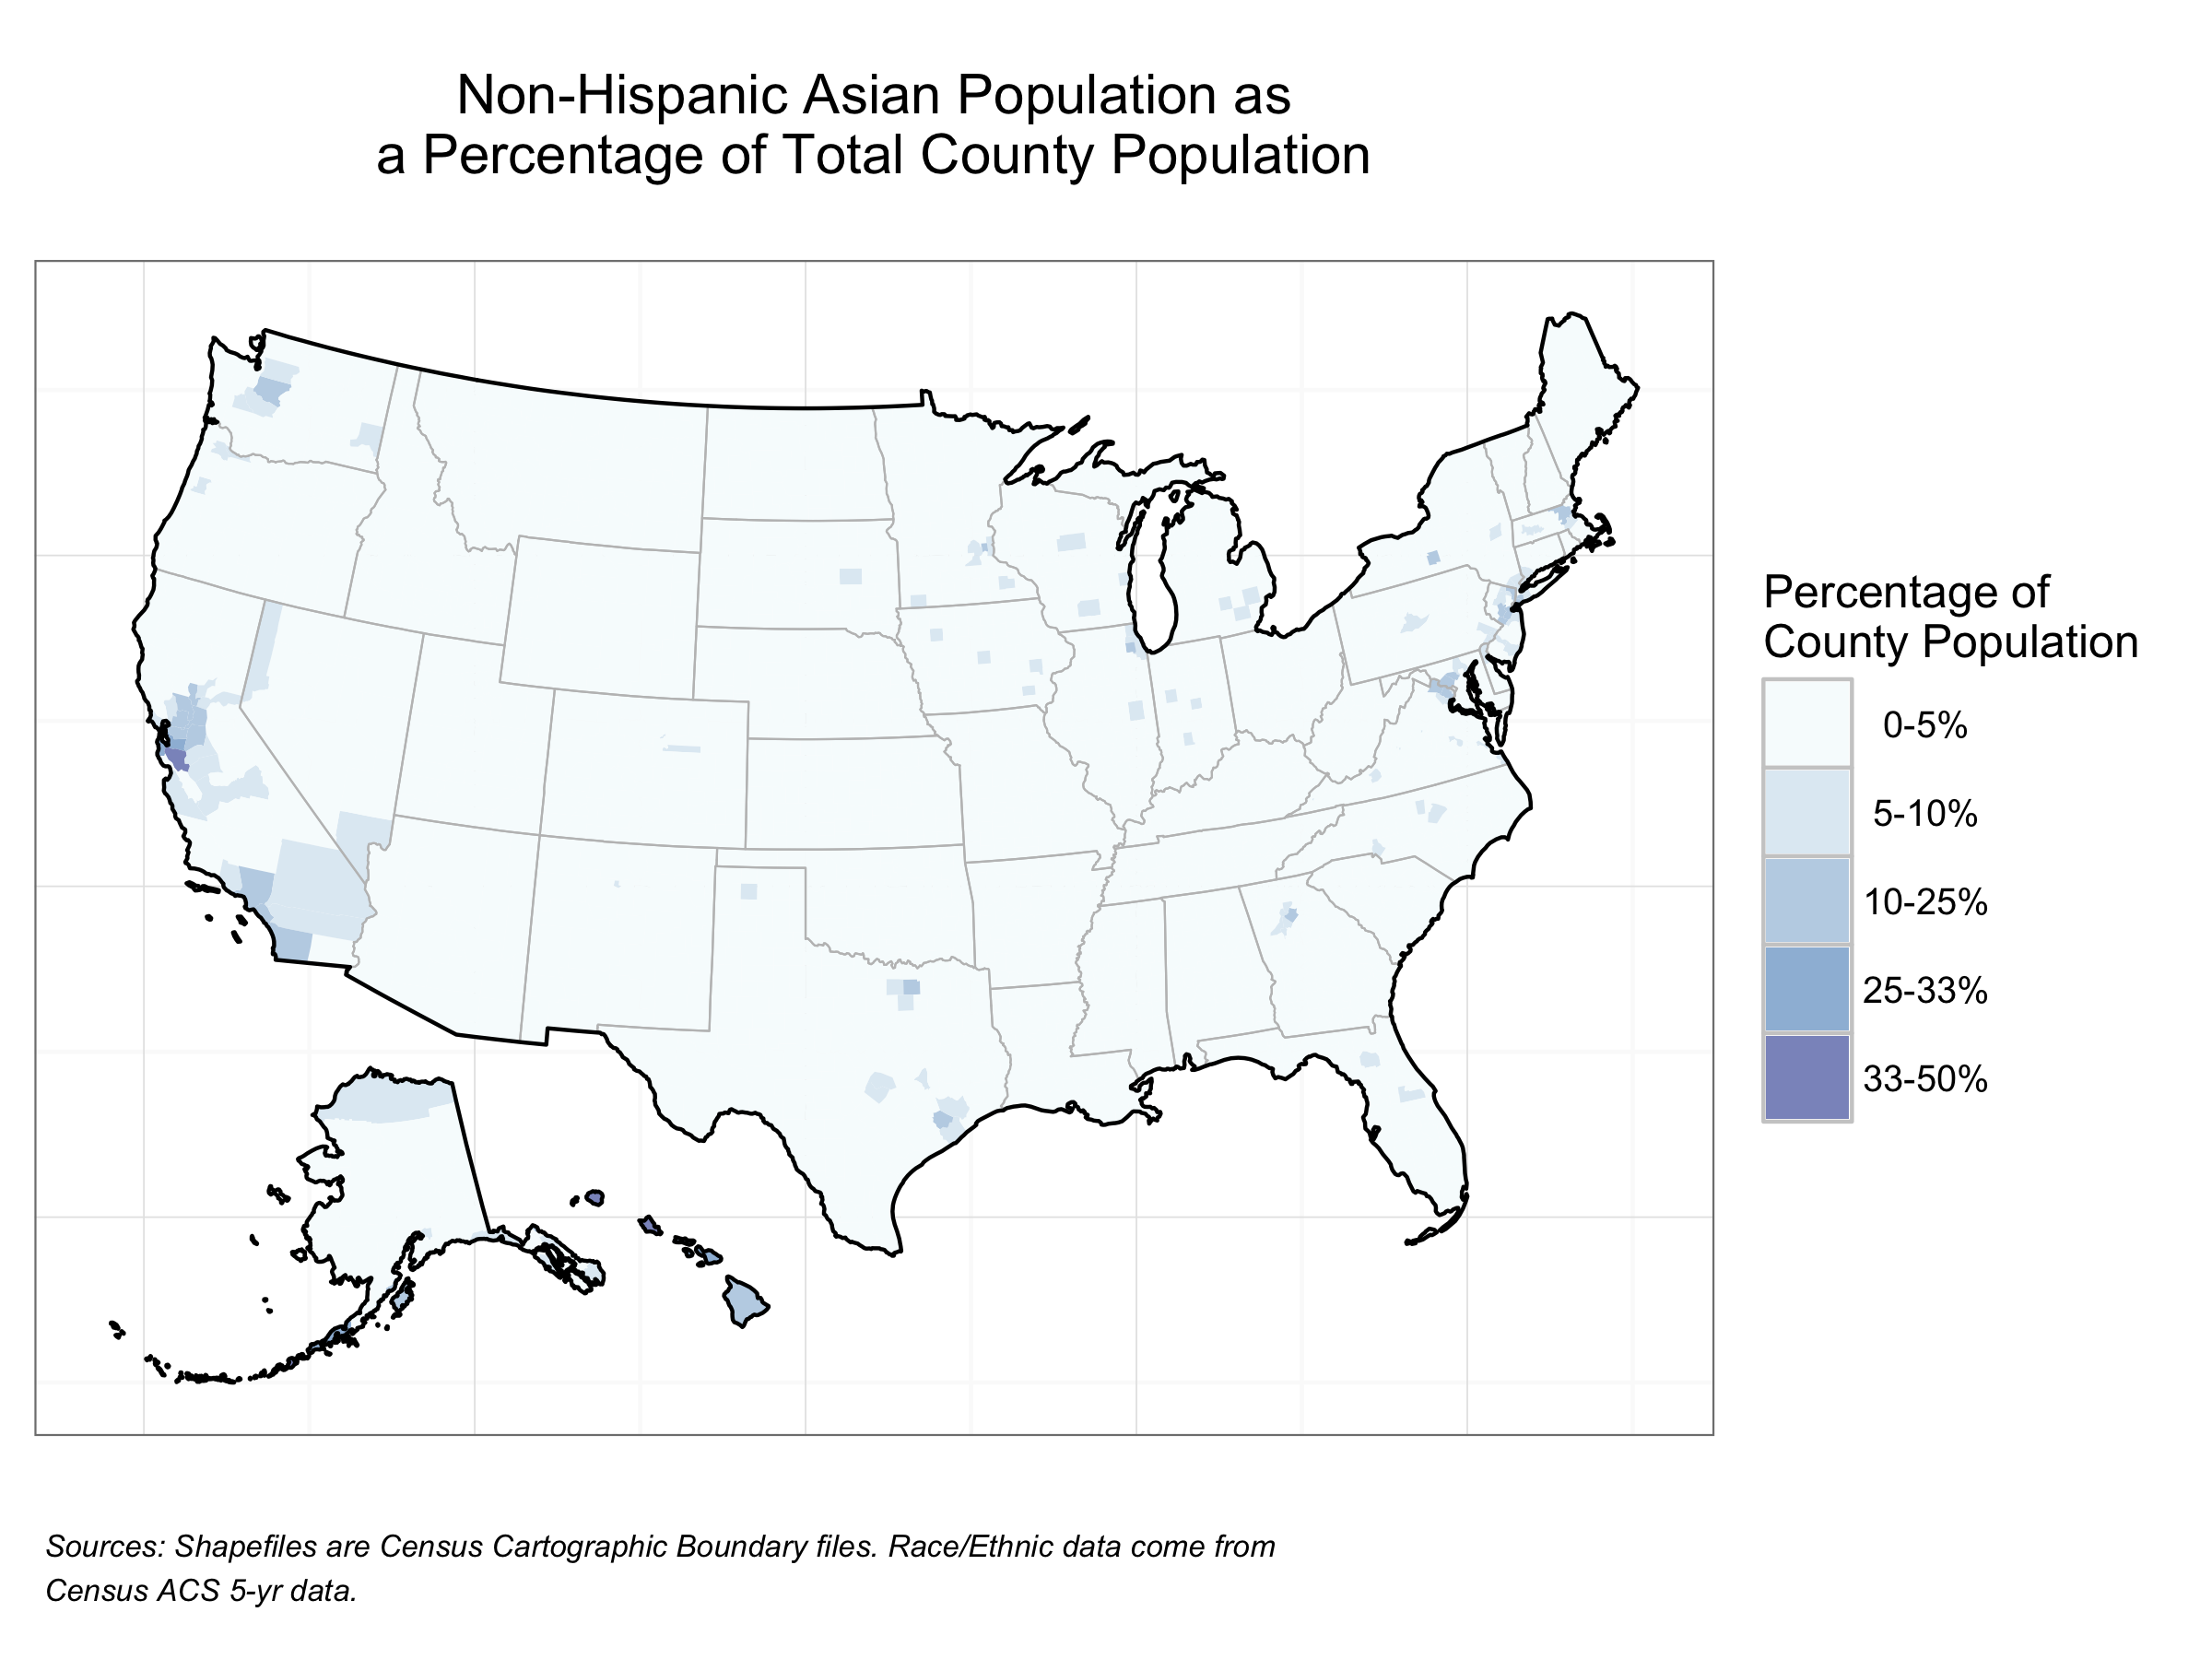 Non-Hispanic Asian Population as
a Percentage of Total County Population
Percentage of
County Population
0-5%
5-10%
10-25%
25-33%
33-50%
Sources: Shapefiles are Census Cartographic Boundary files. Race/Ethnic data come from
Census ACS 5-yr data.